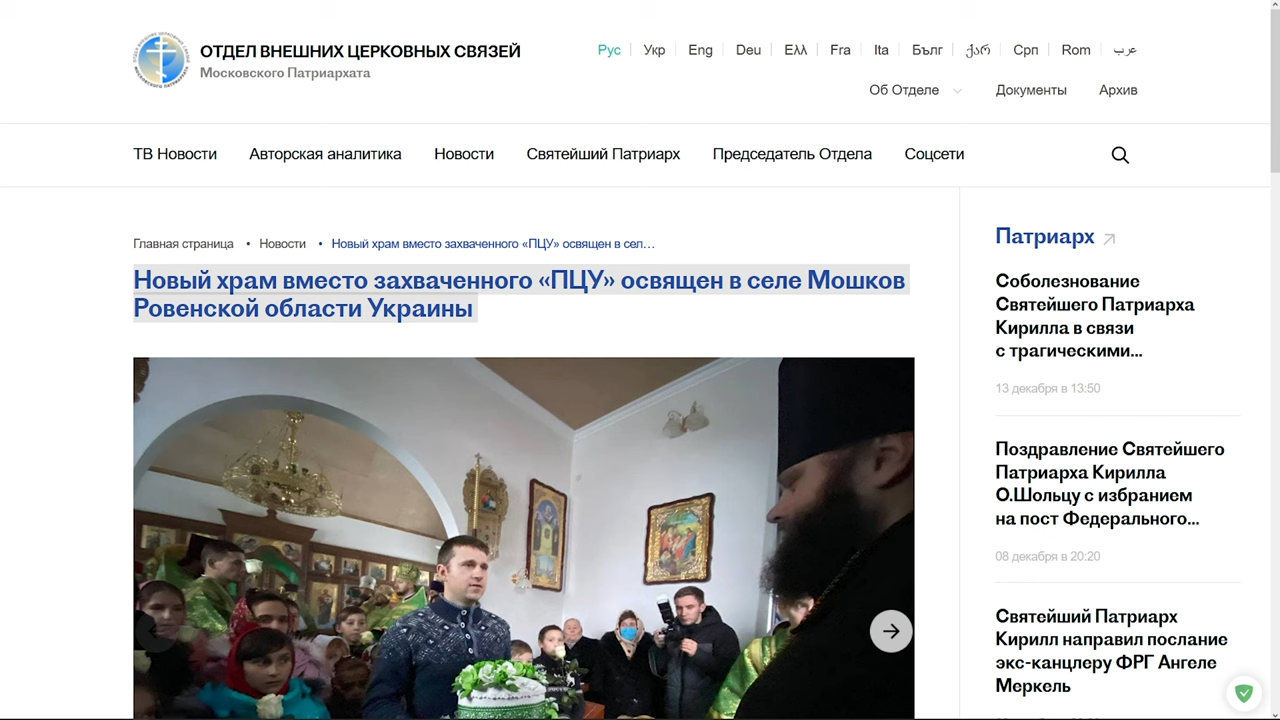 ОТДЕЛ ВНЕШНИХ ЦЕРКОВНЫХ СВЯЗЕЙ
Московского Патриархата
Рус Укр Eng Deu Ελλ Fra Ita Бълг ქარ Срп Rom عرب
Об Отделе Документы Архив
ТВ Новости Авторская аналитика Новости Святейший Патриарх Председатель Отдела Соцсети
Главная страница • Новости • Новый храм вместо захваченного «ПЦУ» освящен в сел…
Новый храм вместо захваченного «ПЦУ» освящен в селе Мошков
Ровенской области Украины
Патриарх
Соболезнование
Святейшего Патриарха
Кирилла в связи
с трагическими...
13 декабря в 13:50
Поздравление Святейшего
Патриарха Кирилла
О.Шольцу с избранием
на пост Федерального...
08 декабря в 20:20
Святейший Патриарх
Кирилл направил послание
экс-канцлеру ФРГ Ангеле
Меркель